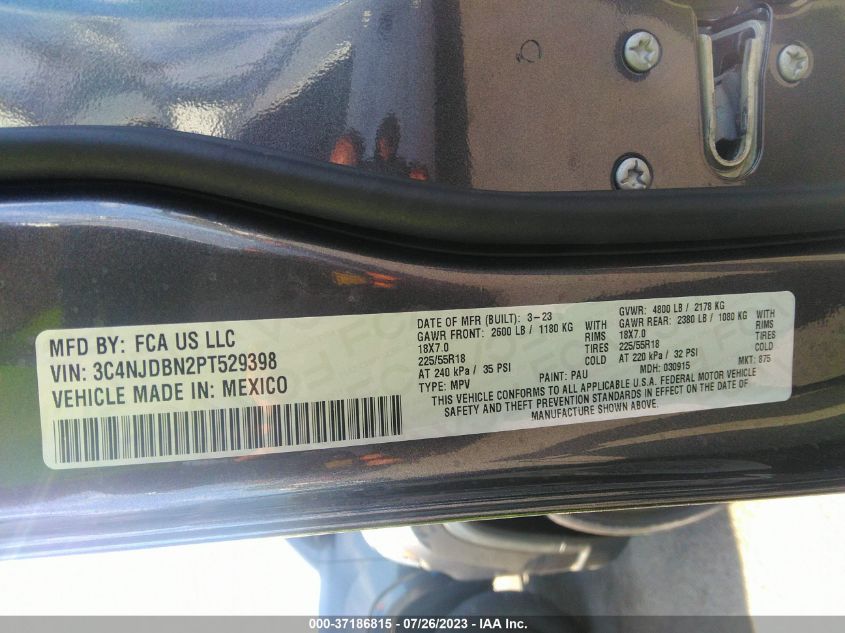 MFD BY: FCA US LLC
VIN: 3C4NJDBN2PT529398
VEHICLE MADE IN: MEXICO
DATE OF MFR (BUILT): 3-23
GVWR: 4800 LB / 2178 KG
GAWR FRONT: 2600 LB / 1180 KG WITH
GAWR REAR: 2380 LB / 1080 KG WITH
18X7.0 RIMS
18X7.0 RIMS
225/55R18 TIRES
225/55R18 TIRES
AT 240 kPa / 35 PSI COLD
AT 220 kPa / 32 PSI COLD
TYPE: MPV PAINT: PAU MDH: 030915 MKT: 875
THIS VEHICLE CONFORMS TO ALL APPLICABLE U.S.A. FEDERAL MOTOR VEHICLE
SAFETY AND THEFT PREVENTION STANDARDS IN EFFECT ON THE DATE OF
MANUFACTURE SHOWN ABOVE.
000-37186815 / 07/26/2023 / IAA Inc.